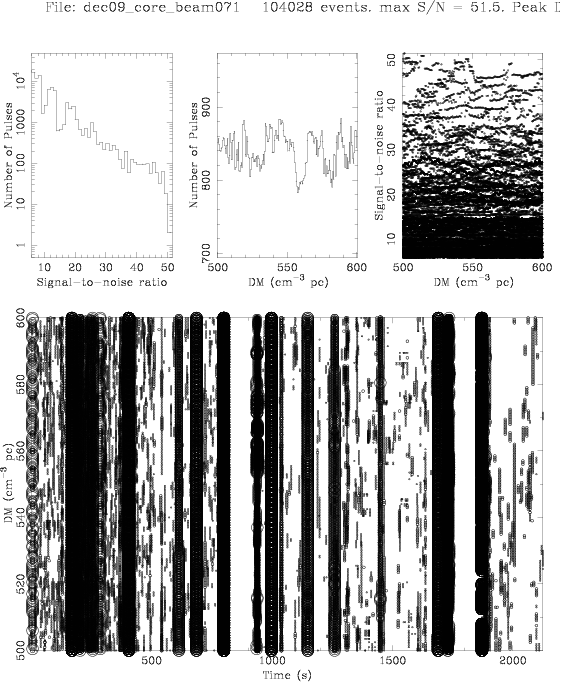 File: dec09_core_beam071 104028 events. max S/N = 51.5. Peak D
Number of Pulses
10⁴
1000
100
10
1
10 20 30 40 50
Signal-to-noise ratio
Number of Pulses
900
800
700
500 550 600
DM (cm⁻³ pc)
Signal-to-noise ratio
50
40
30
20
10
500 550 600
DM (cm⁻³ pc)
DM (cm⁻³ pc)
600
580
560
540
520
500
500 1000 1500 2000
Time (s)